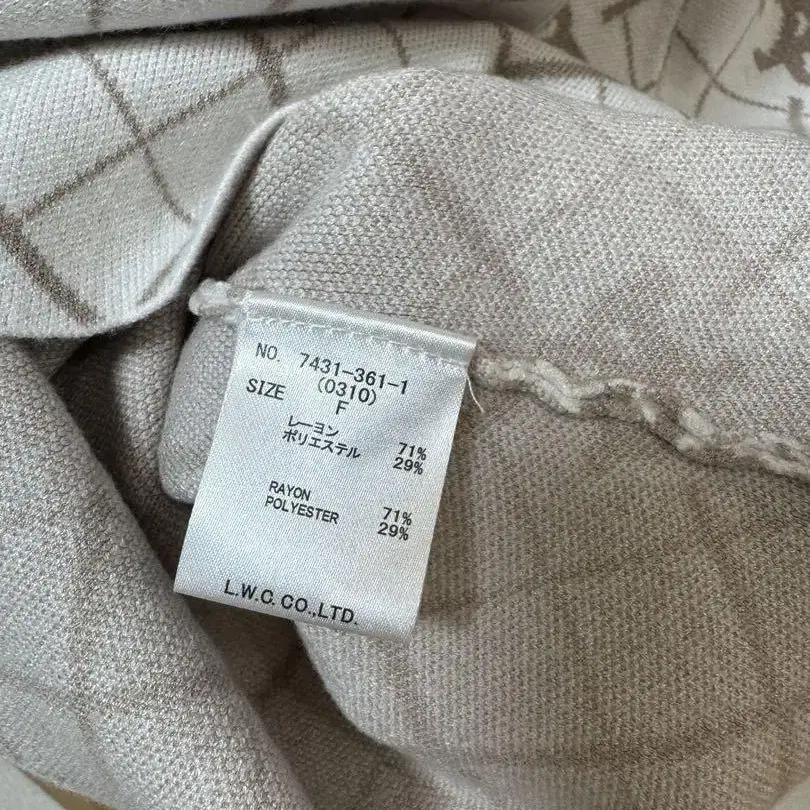 NO. 7431-361-1
(0310)
SIZE F
レーヨン 71%
ポリエステル 29%
RAYON 71%
POLYESTER 29%
L.W.C. CO.,LTD.